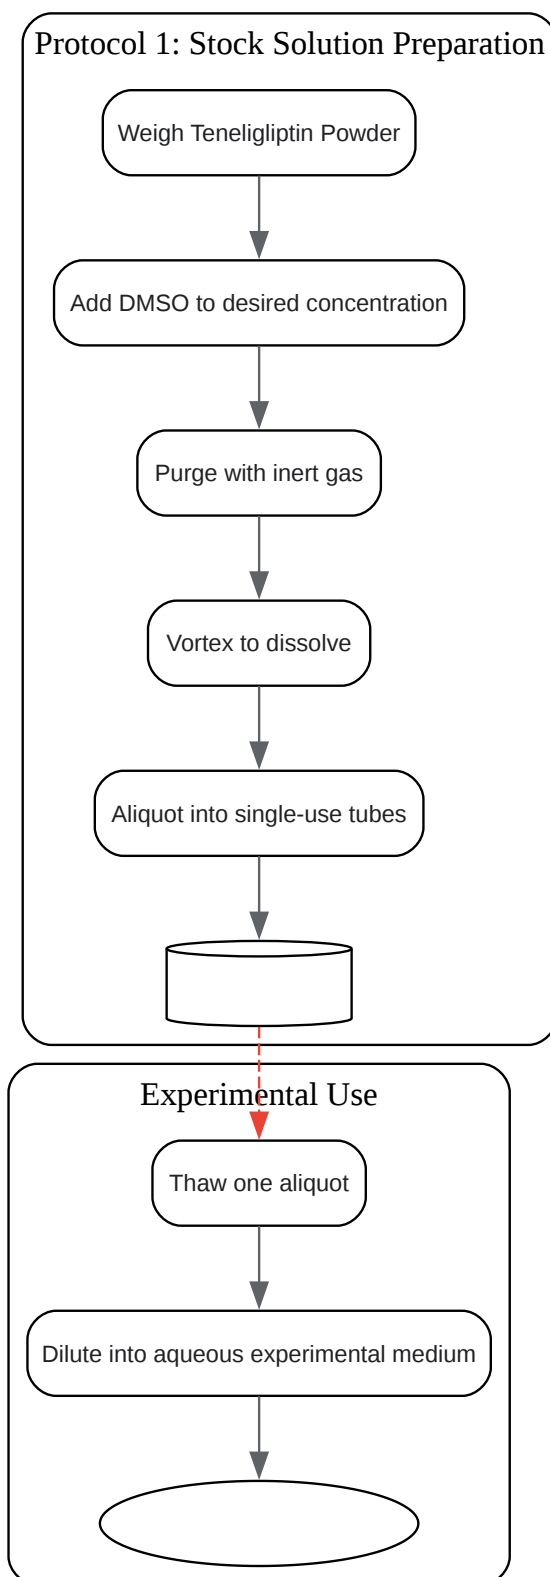 Protocol 1: Stock Solution Preparation
Weigh Teneligliptin Powder
Add DMSO to desired concentration
Purge with inert gas
Vortex to dissolve
Aliquot into single-use tubes
Experimental Use
Thaw one aliquot
Dilute into aqueous experimental medium